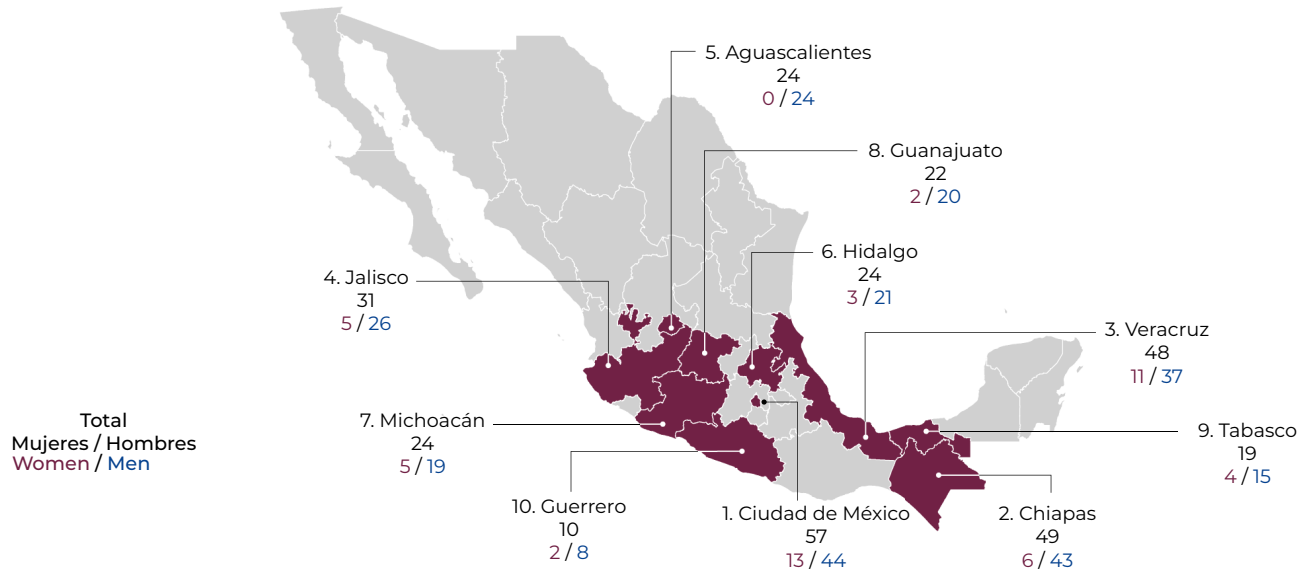 5. Aguascalientes
24
0 / 24
8. Guanajuato
22
2 / 20
6. Hidalgo
24
3 / 21
4. Jalisco
31
5 / 26
3. Veracruz
48
11 / 37
Total
Mujeres / Hombres
Women / Men
7. Michoacán
24
5 / 19
9. Tabasco
19
4 / 15
10. Guerrero
10
2 / 8
1. Ciudad de México
57
13 / 44
2. Chiapas
49
6 / 43